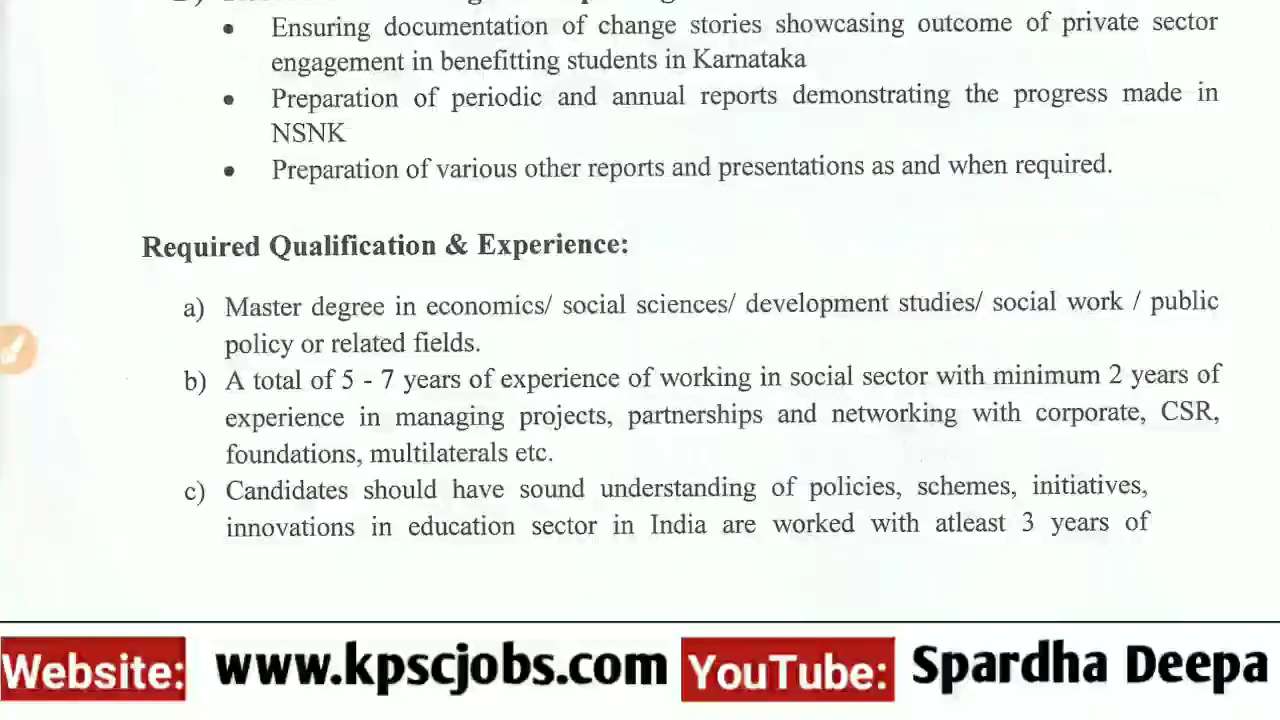 • Ensuring documentation of change stories showcasing outcome of private sector
engagement in benefitting students in Karnataka
• Preparation of periodic and annual reports demonstrating the progress made in
NSNK
• Preparation of various other reports and presentations as and when required.
Required Qualification & Experience:
a) Master degree in economics/ social sciences/ development studies/ social work / public
policy or related fields.
b) A total of 5 - 7 years of experience of working in social sector with minimum 2 years of
experience in managing projects, partnerships and networking with corporate, CSR,
foundations, multilaterals etc.
c) Candidates should have sound understanding of policies, schemes, initiatives,
innovations in education sector in India are worked with atleast 3 years of
Website: www.kpscjobs.com YouTube: Spardha Deepa